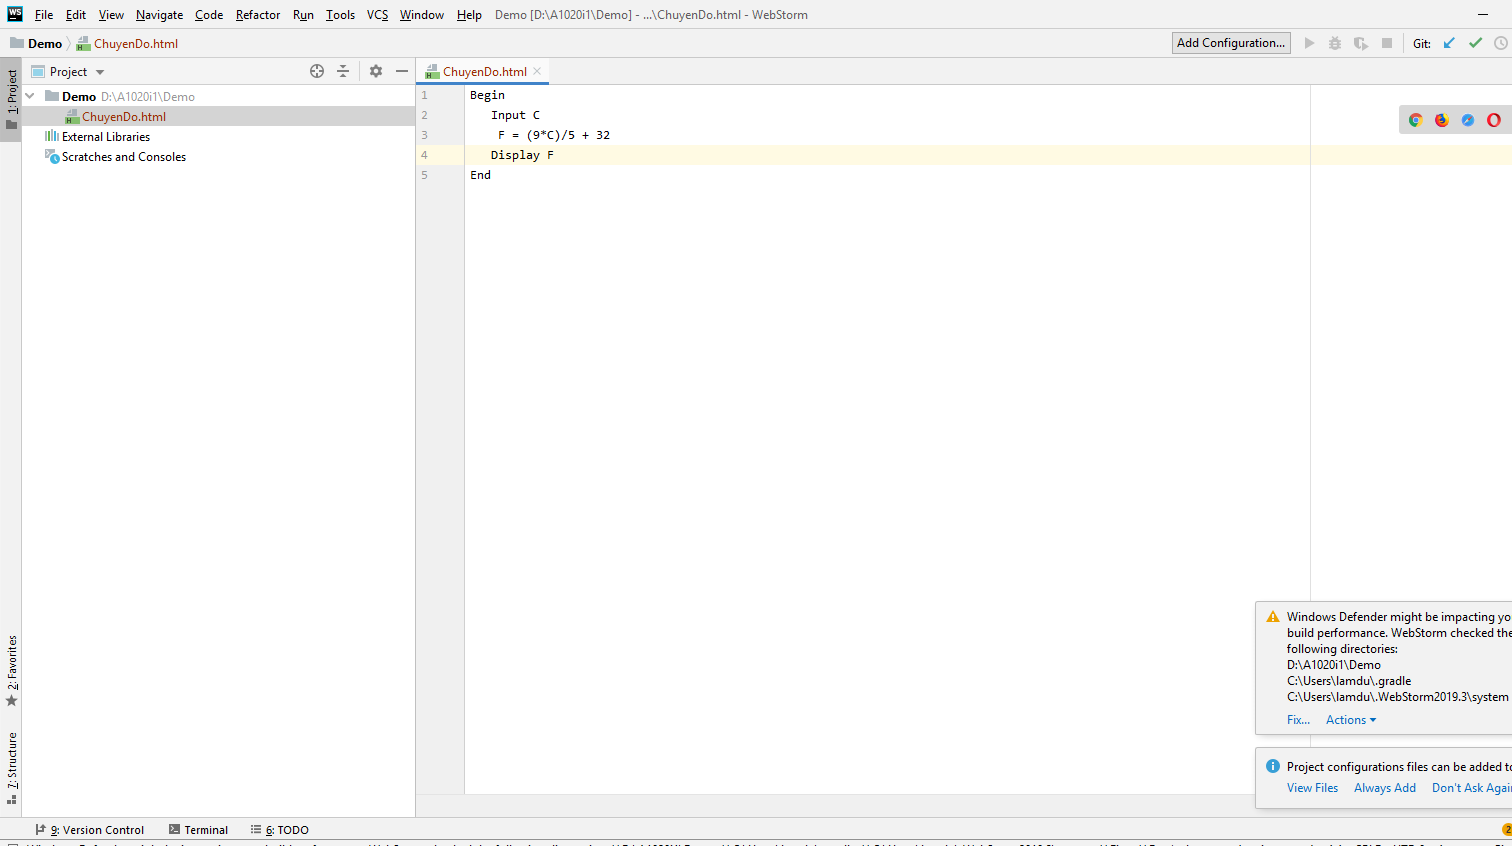 WS File Edit View Navigate Code Refactor Run Tools VCS Window Help Demo [D:\A1020i1\Demo] - ...\ChuyenDo.html - WebStorm
Demo ChuyenDo.html Add Configuration... Git:
1: Project
Project
ChuyenDo.html
Demo D:\A1020i1\Demo
ChuyenDo.html
External Libraries
Scratches and Consoles
1 Begin
2 Input C
3 F = (9*C)/5 + 32
4 Display F
5 End
2: Favorites
7: Structure
Windows Defender might be impacting yo
build performance. WebStorm checked the
following directories:
D:\A1020i1\Demo
C:\Users\lamdu\.gradle
C:\Users\lamdu\.WebStorm2019.3\system
Fix... Actions
Project configurations files can be added to
View Files Always Add Don't Ask Agai
9: Version Control Terminal 6: TODO 2